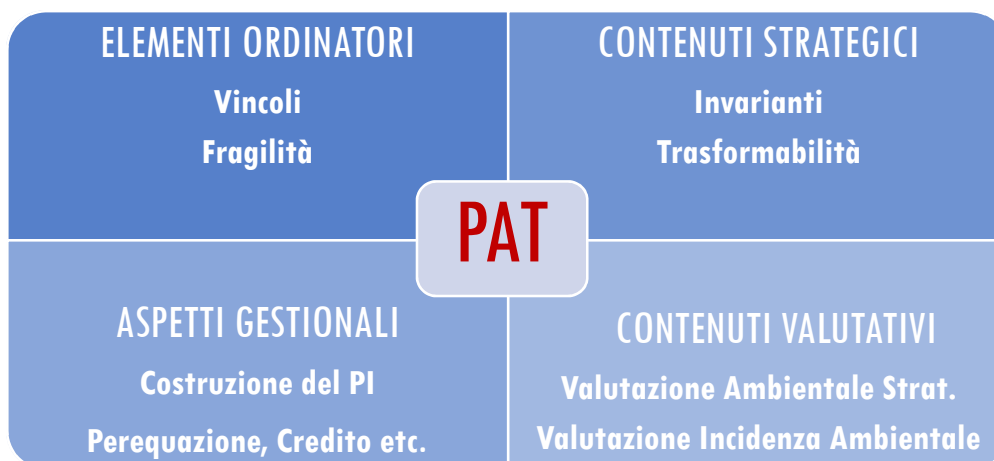 ELEMENTI ORDINATORI
Vincoli
Fragilità
CONTENUTI STRATEGICI
Invarianti
Trasformabilità
PAT
ASPETTI GESTIONALI
Costruzione del PI
Perequazione, Credito etc.
CONTENUTI VALUTATIVI
Valutazione Ambientale Strat.
Valutazione Incidenza Ambientale